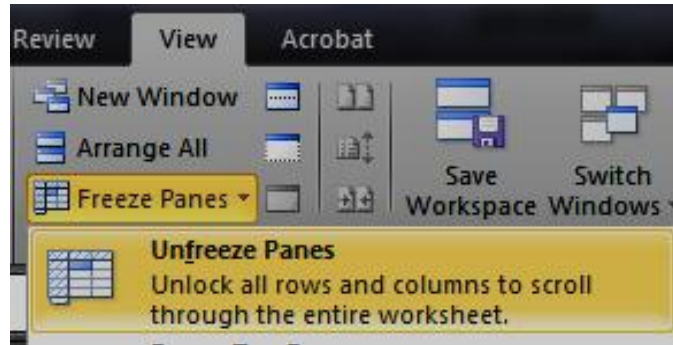 Review View Acrobat
New Window
Arrange All
Freeze Panes
Save Workspace
Switch Windows
Unfreeze Panes
Unlock all rows and columns to scroll
through the entire worksheet.